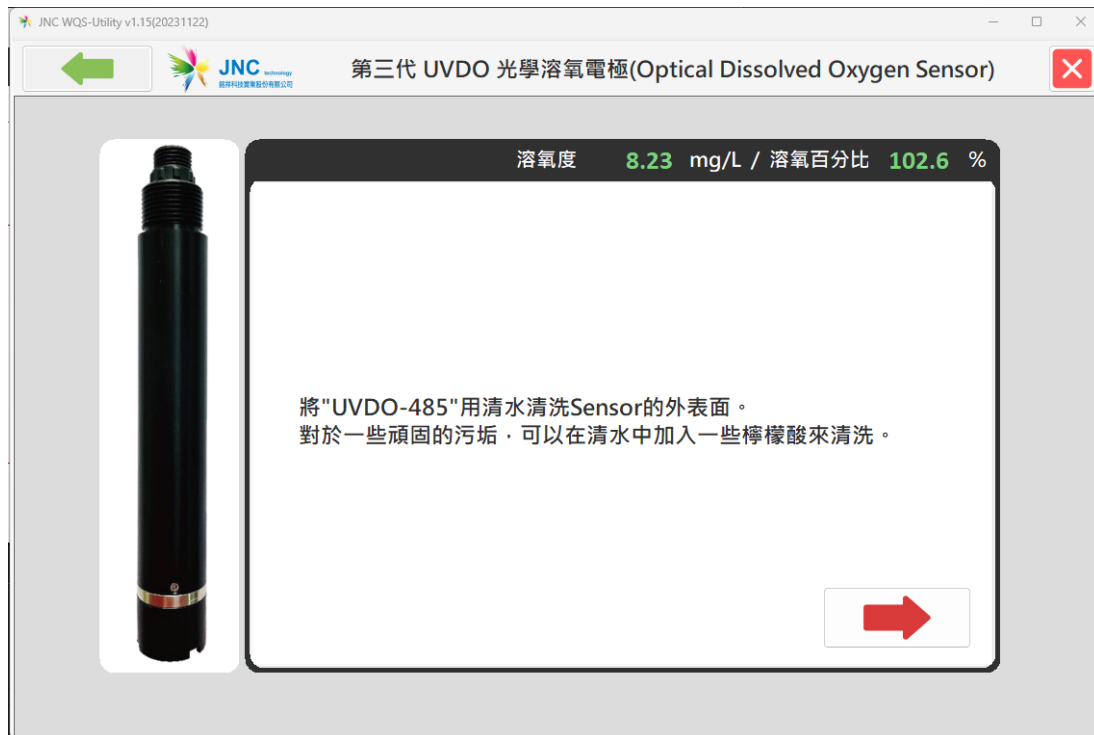 JNC WQS-Utility v1.15(20231122)
JNC technology
第三代 UVDO 光學溶氧電極(Optical Dissolved Oxygen Sensor)
溶氧度 8.23 mg/L / 溶氧百分比 102.6 %
將"UVDO-485"用清水清洗Sensor的外表面。
對於一些頑固的污垢，可以在清水中加入一些檸檬酸來清洗。